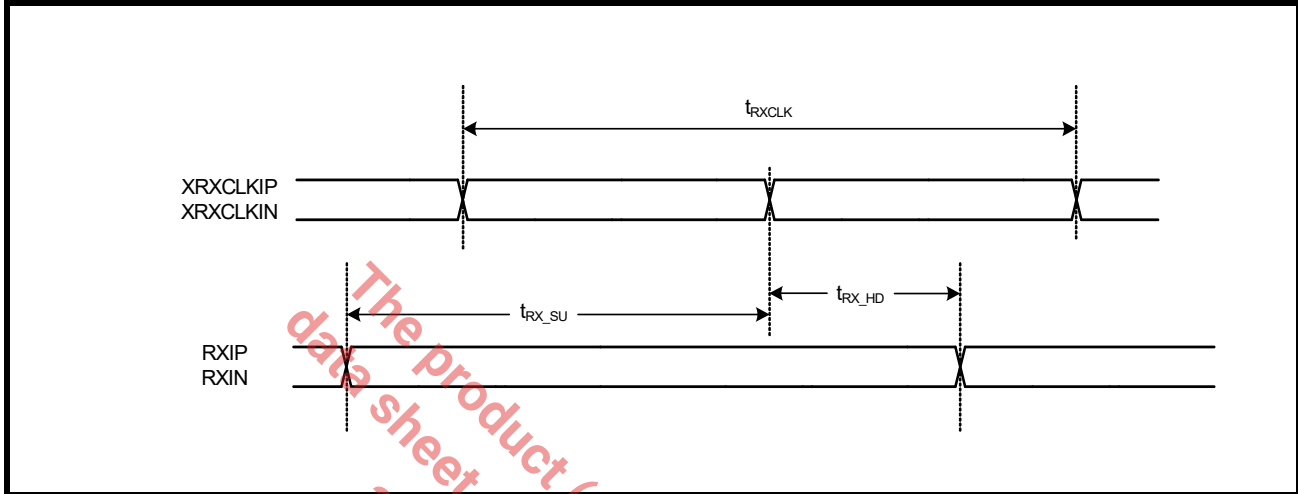 tRXCLK
XRXCLKIP
XRXCLKIN
tRX_HD
tRX_SU
RXIP
RXIN
The product (
data sheet